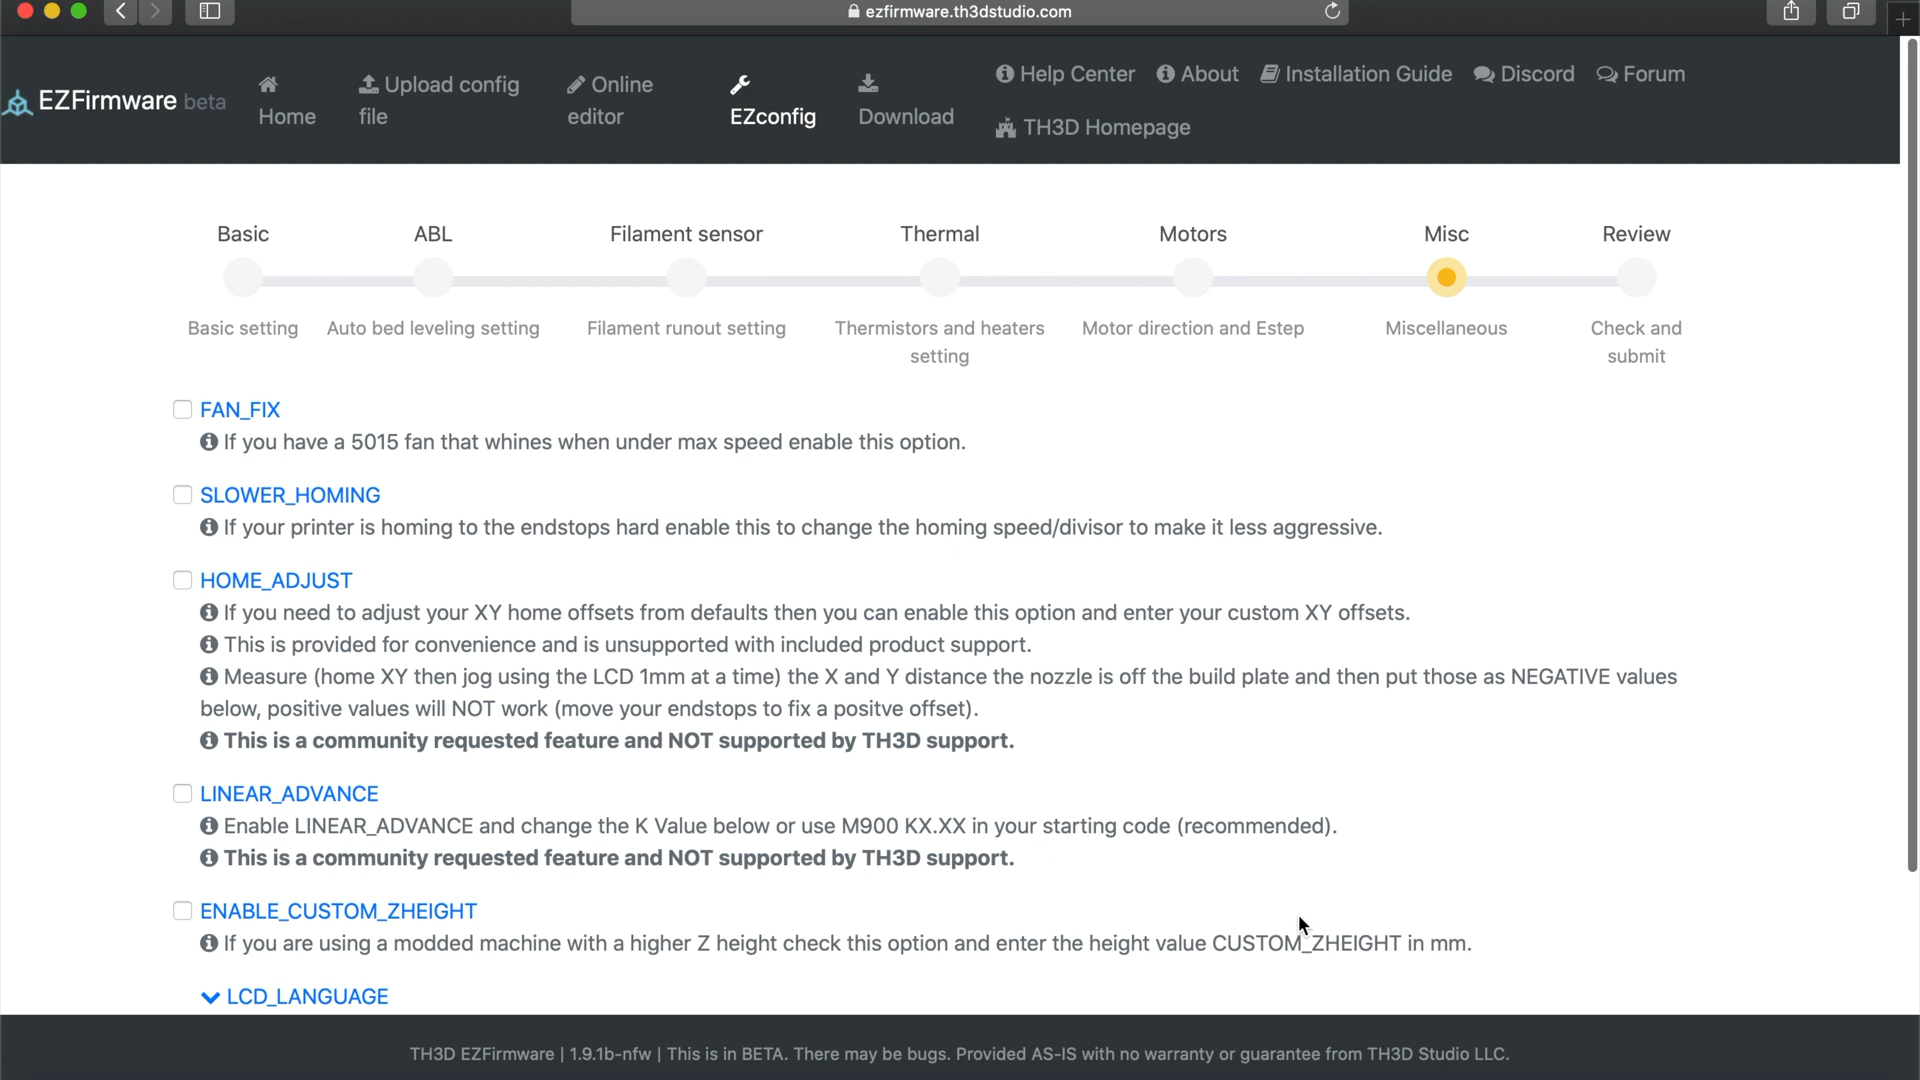 ezfirmware.th3dstudio.com
EZFirmware beta
Home
Upload config
file
Online
editor
EZconfig
Download
Help Center
About
Installation Guide
Discord
Forum
TH3D Homepage
Basic
ABL
Filament sensor
Thermal
Motors
Misc
Review
Basic setting
Auto bed leveling setting
Filament runout setting
Thermistors and heaters
setting
Motor direction and Estep
Miscellaneous
Check and
submit
FAN_FIX
If you have a 5015 fan that whines when under max speed enable this option.
SLOWER_HOMING
If your printer is homing to the endstops hard enable this to change the homing speed/divisor to make it less aggressive.
HOME_ADJUST
If you need to adjust your XY home offsets from defaults then you can enable this option and enter your custom XY offsets.
This is provided for convenience and is unsupported with included product support.
Measure (home XY then jog using the LCD 1mm at a time) the X and Y distance the nozzle is off the build plate and then put those as NEGATIVE values
below, positive values will NOT work (move your endstops to fix a positve offset).
This is a community requested feature and NOT supported by TH3D support.
LINEAR_ADVANCE
Enable LINEAR_ADVANCE and change the K Value below or use M900 KX.XX in your starting code (recommended).
This is a community requested feature and NOT supported by TH3D support.
ENABLE_CUSTOM_ZHEIGHT
If you are using a modded machine with a higher Z height check this option and enter the height value CUSTOM_ZHEIGHT in mm.
LCD_LANGUAGE
TH3D EZFirmware | 1.9.1b-nfw | This is in BETA. There may be bugs. Provided AS-IS with no warranty or guarantee from TH3D Studio LLC.